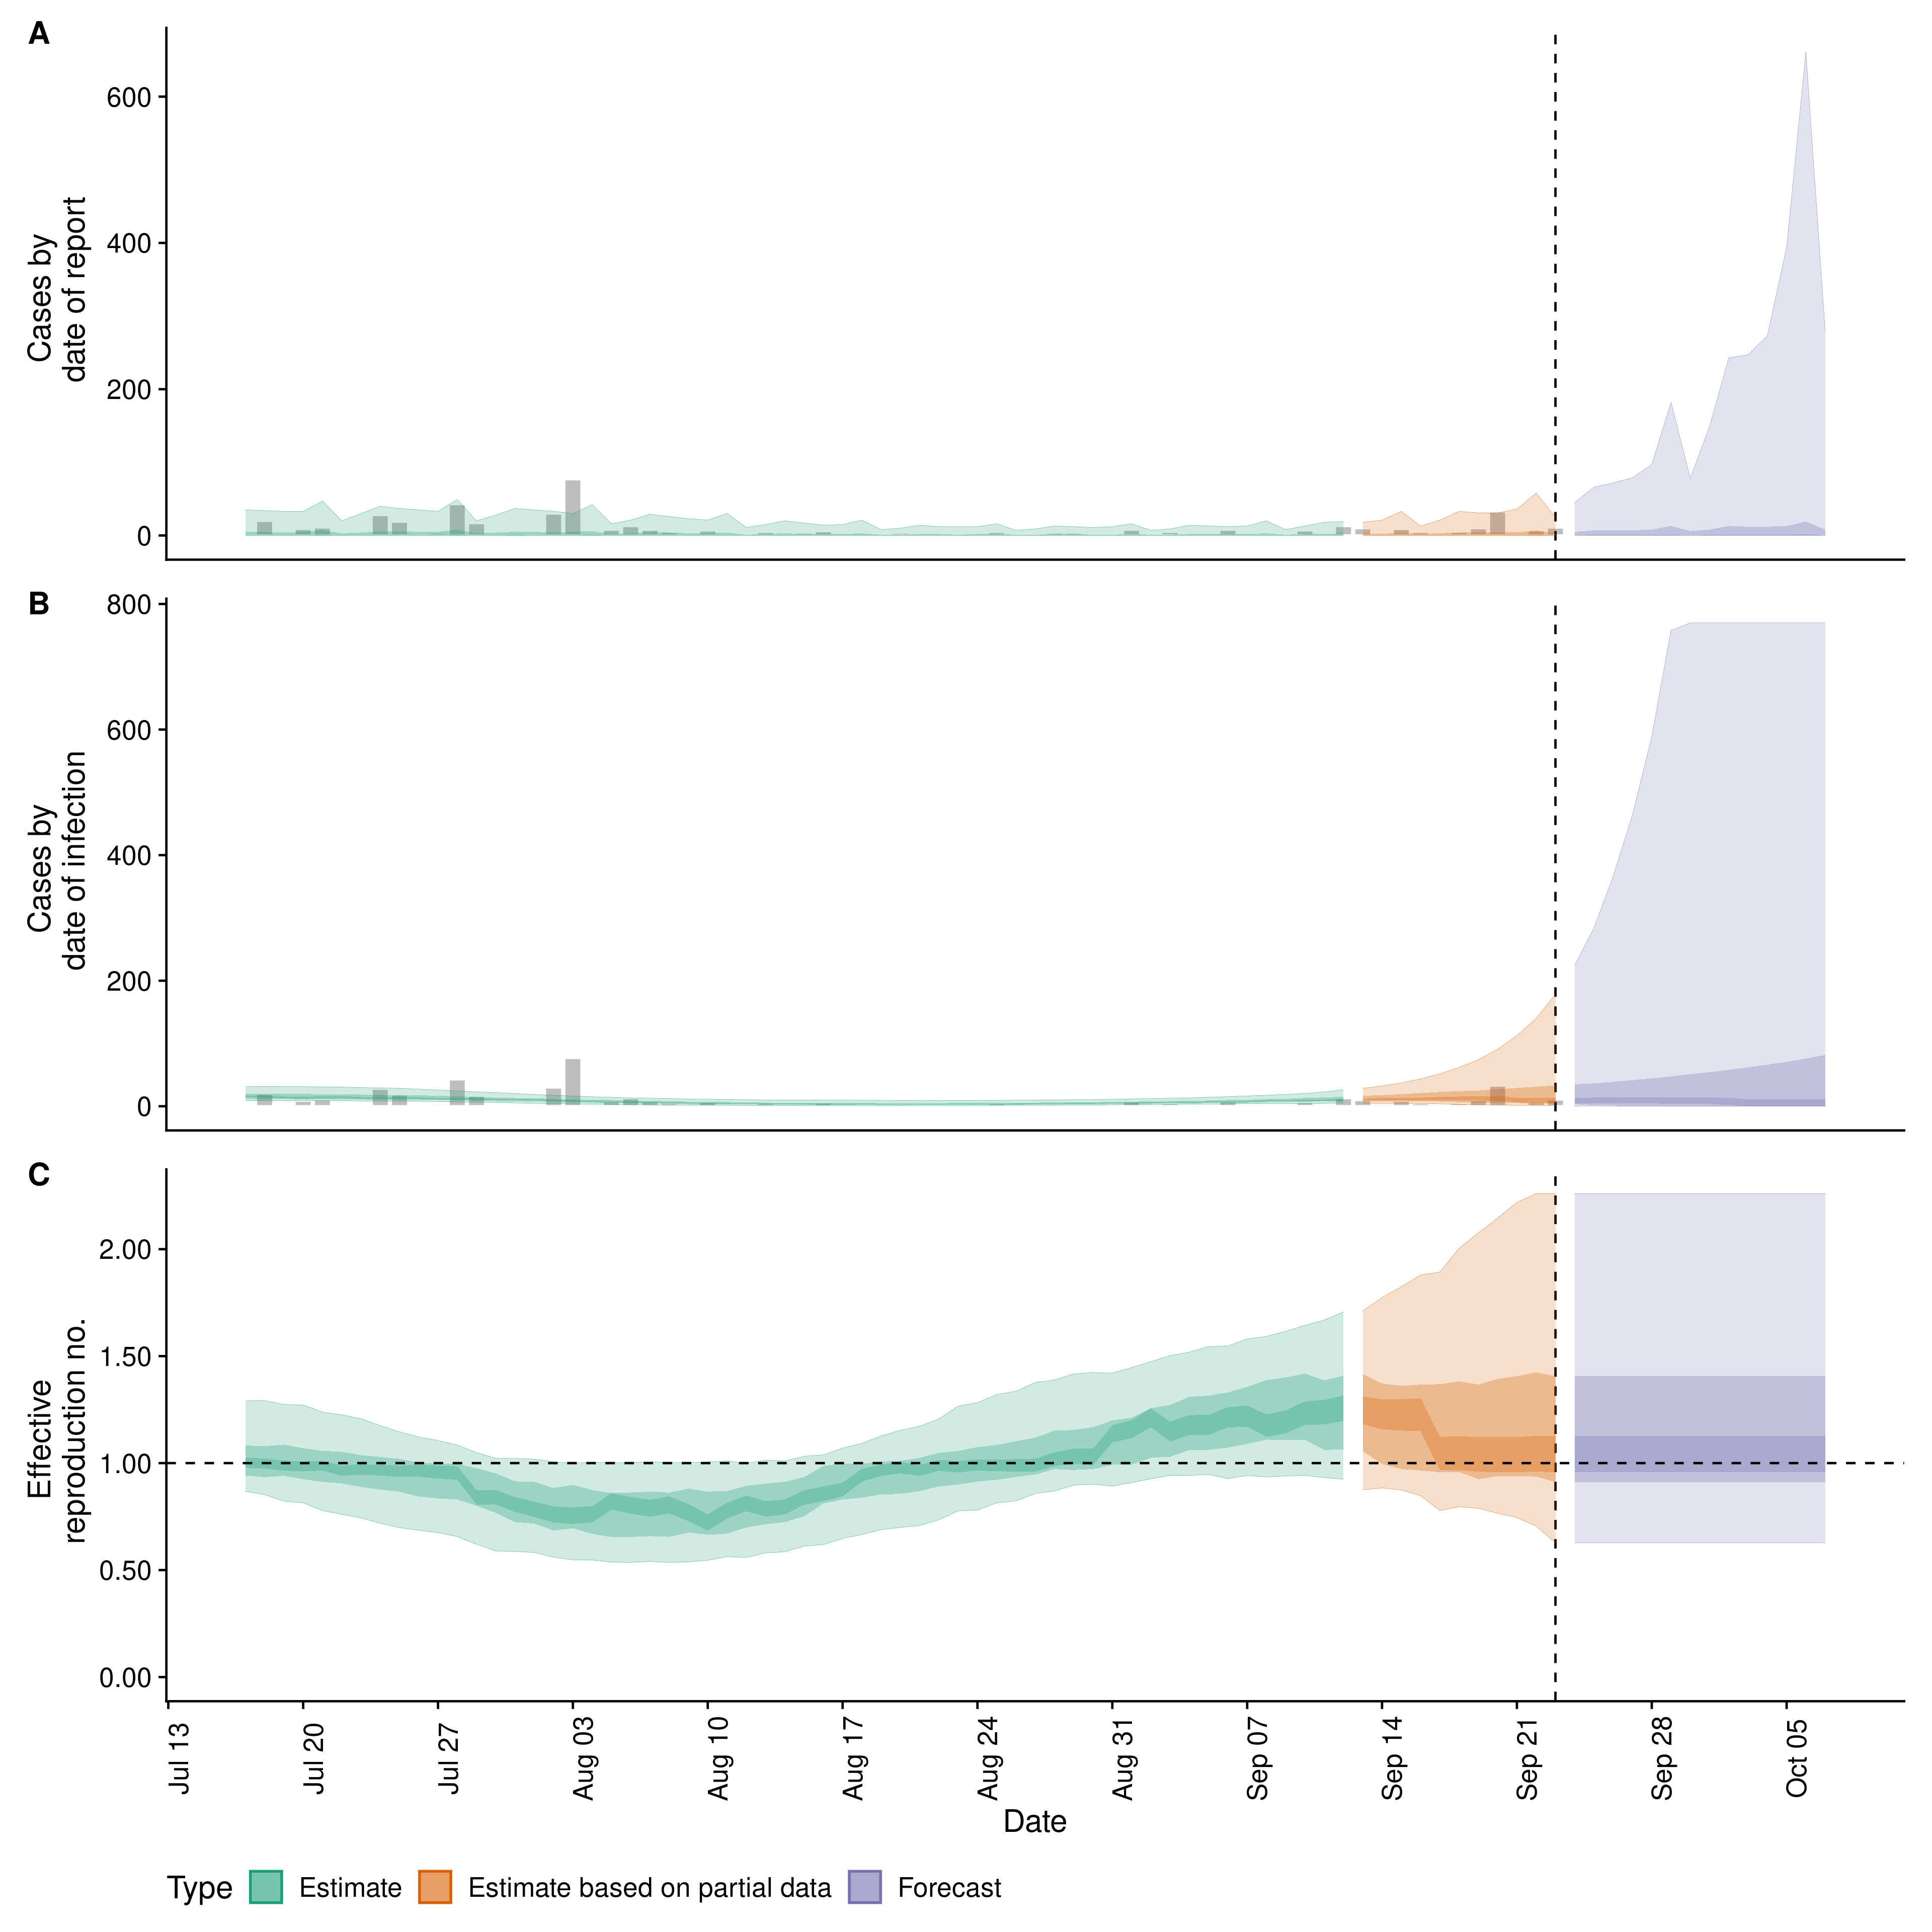 A
Cases by
date of report
600
400
200
0
B
Cases by
date of infection
800
600
400
200
0
C
Effective
reproduction no.
2.00
1.50
1.00
0.50
0.00
Jul 13
Jul 20
Jul 27
Aug 03
Aug 10
Aug 17
Aug 24
Aug 31
Sep 07
Sep 14
Sep 21
Sep 28
Oct 05
Date
Type Estimate Estimate based on partial data Forecast